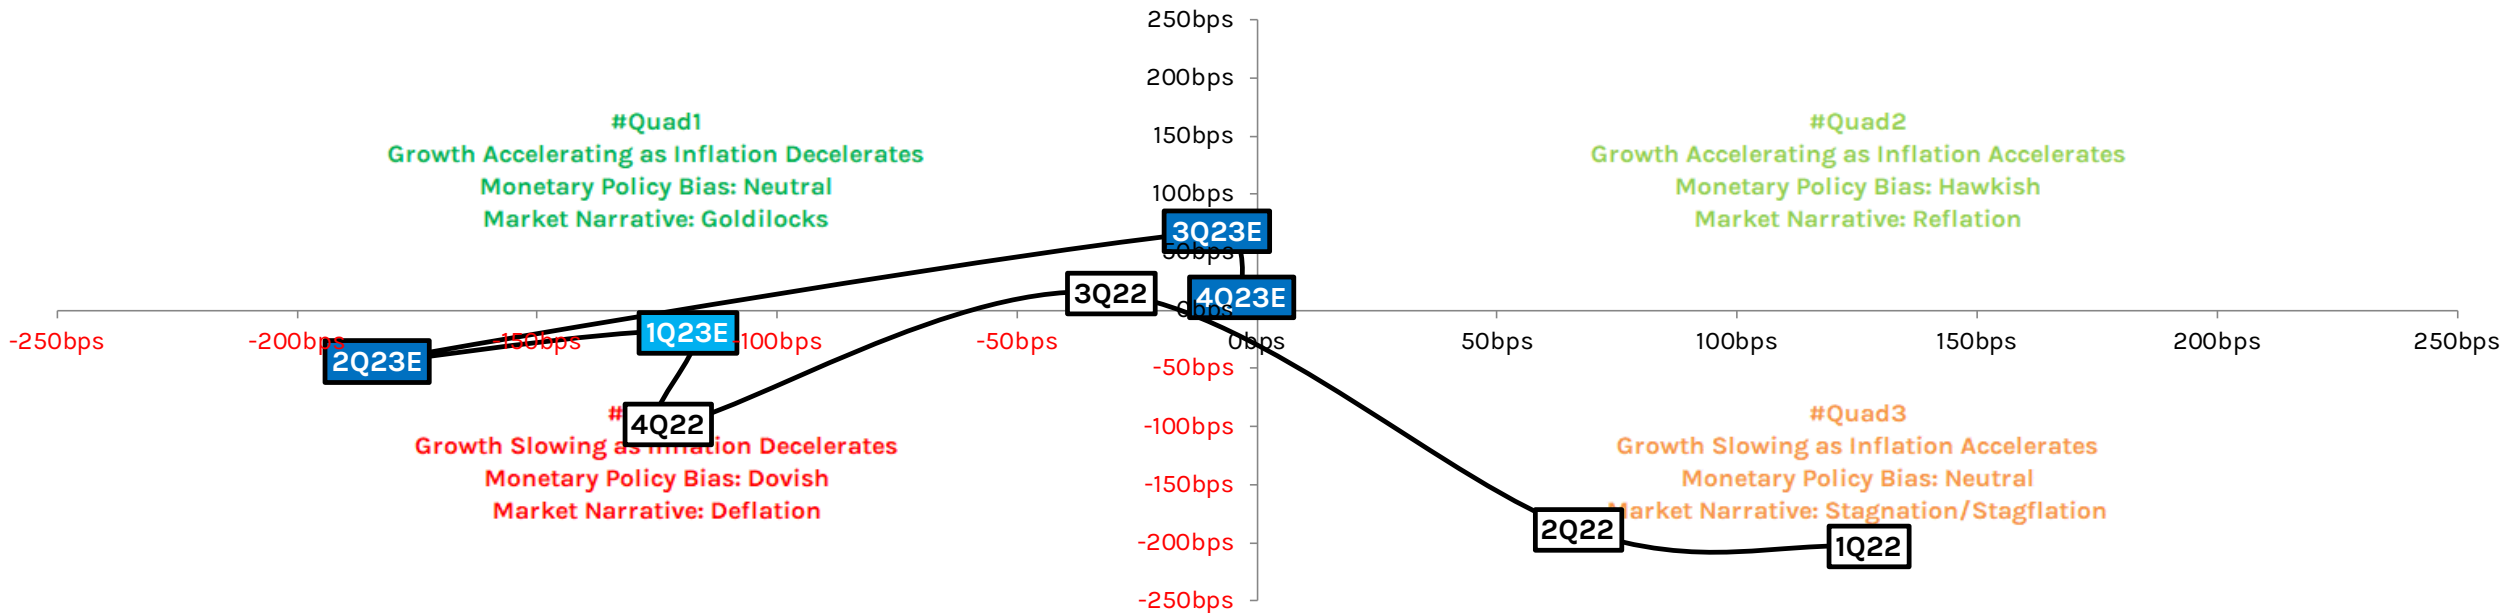 250bps
200bps
150bps
100bps
50bps
0bps
-50bps
-100bps
-150bps
-200bps
-250bps
-250bps
-200bps
-150bps
-100bps
-50bps
0bps
50bps
100bps
150bps
200bps
250bps
#Quad1
Growth Accelerating as Inflation Decelerates
Monetary Policy Bias: Neutral
Market Narrative: Goldilocks
#Quad2
Growth Accelerating as Inflation Accelerates
Monetary Policy Bias: Hawkish
Market Narrative: Reflation
3Q23E
3Q22
4Q23E
1Q23E
2Q23E
4Q22
#
Growth Slowing as Inflation Decelerates
Monetary Policy Bias: Dovish
Market Narrative: Deflation
#Quad3
Growth Slowing as Inflation Accelerates
Monetary Policy Bias: Neutral
Market Narrative: Stagnation/Stagflation
2Q22
1Q22